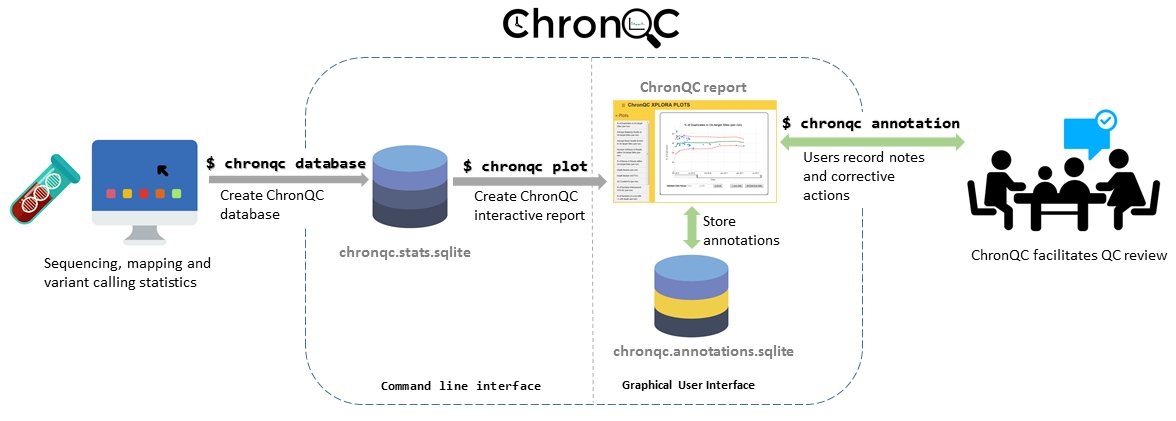 ChronQC
ChronQC report
ChronQC XPLORA PLOTS
Plots
$ chronqc database
Create ChronQC
database
$ chronqc plot
Create ChronQC
interactive report
$ chronqc annotation
Users record notes
and corrective
actions
Store
annotations
chronqc.stats.sqlite
Sequencing, mapping and
variant calling statistics
ChronQC facilitates QC review
chronqc.annotations.sqlite
Command line interface
Graphical User Interface